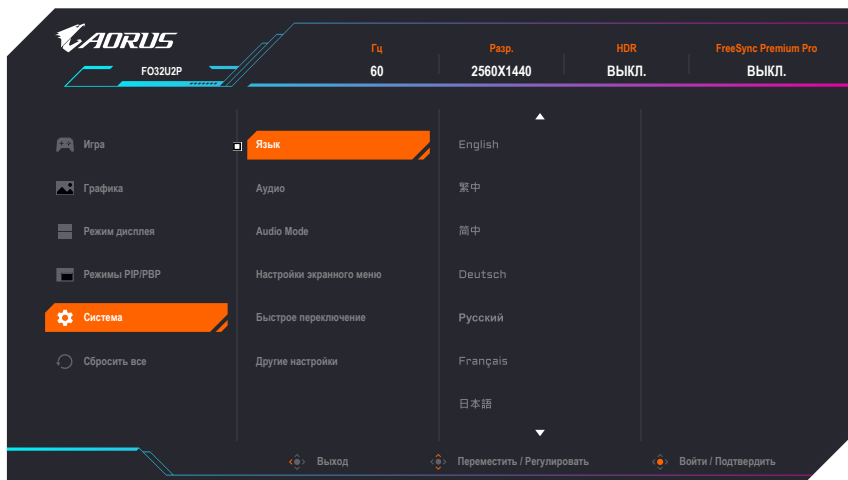 AORUS
FO32U2P
Гц
60
Разр.
2560X1440
HDR
ВЫКЛ.
FreeSync Premium Pro
ВЫКЛ.
Игра
Графика
Режим дисплея
Режимы PIP/PBP
Система
Сбросить все
Язык
Аудио
Audio Mode
Настройки экранного меню
Быстрое переключение
Другие настройки
English
繁中
简中
Deutsch
Русский
Français
日本語
Выход
Переместить / Регулировать
Войти / Подтвердить